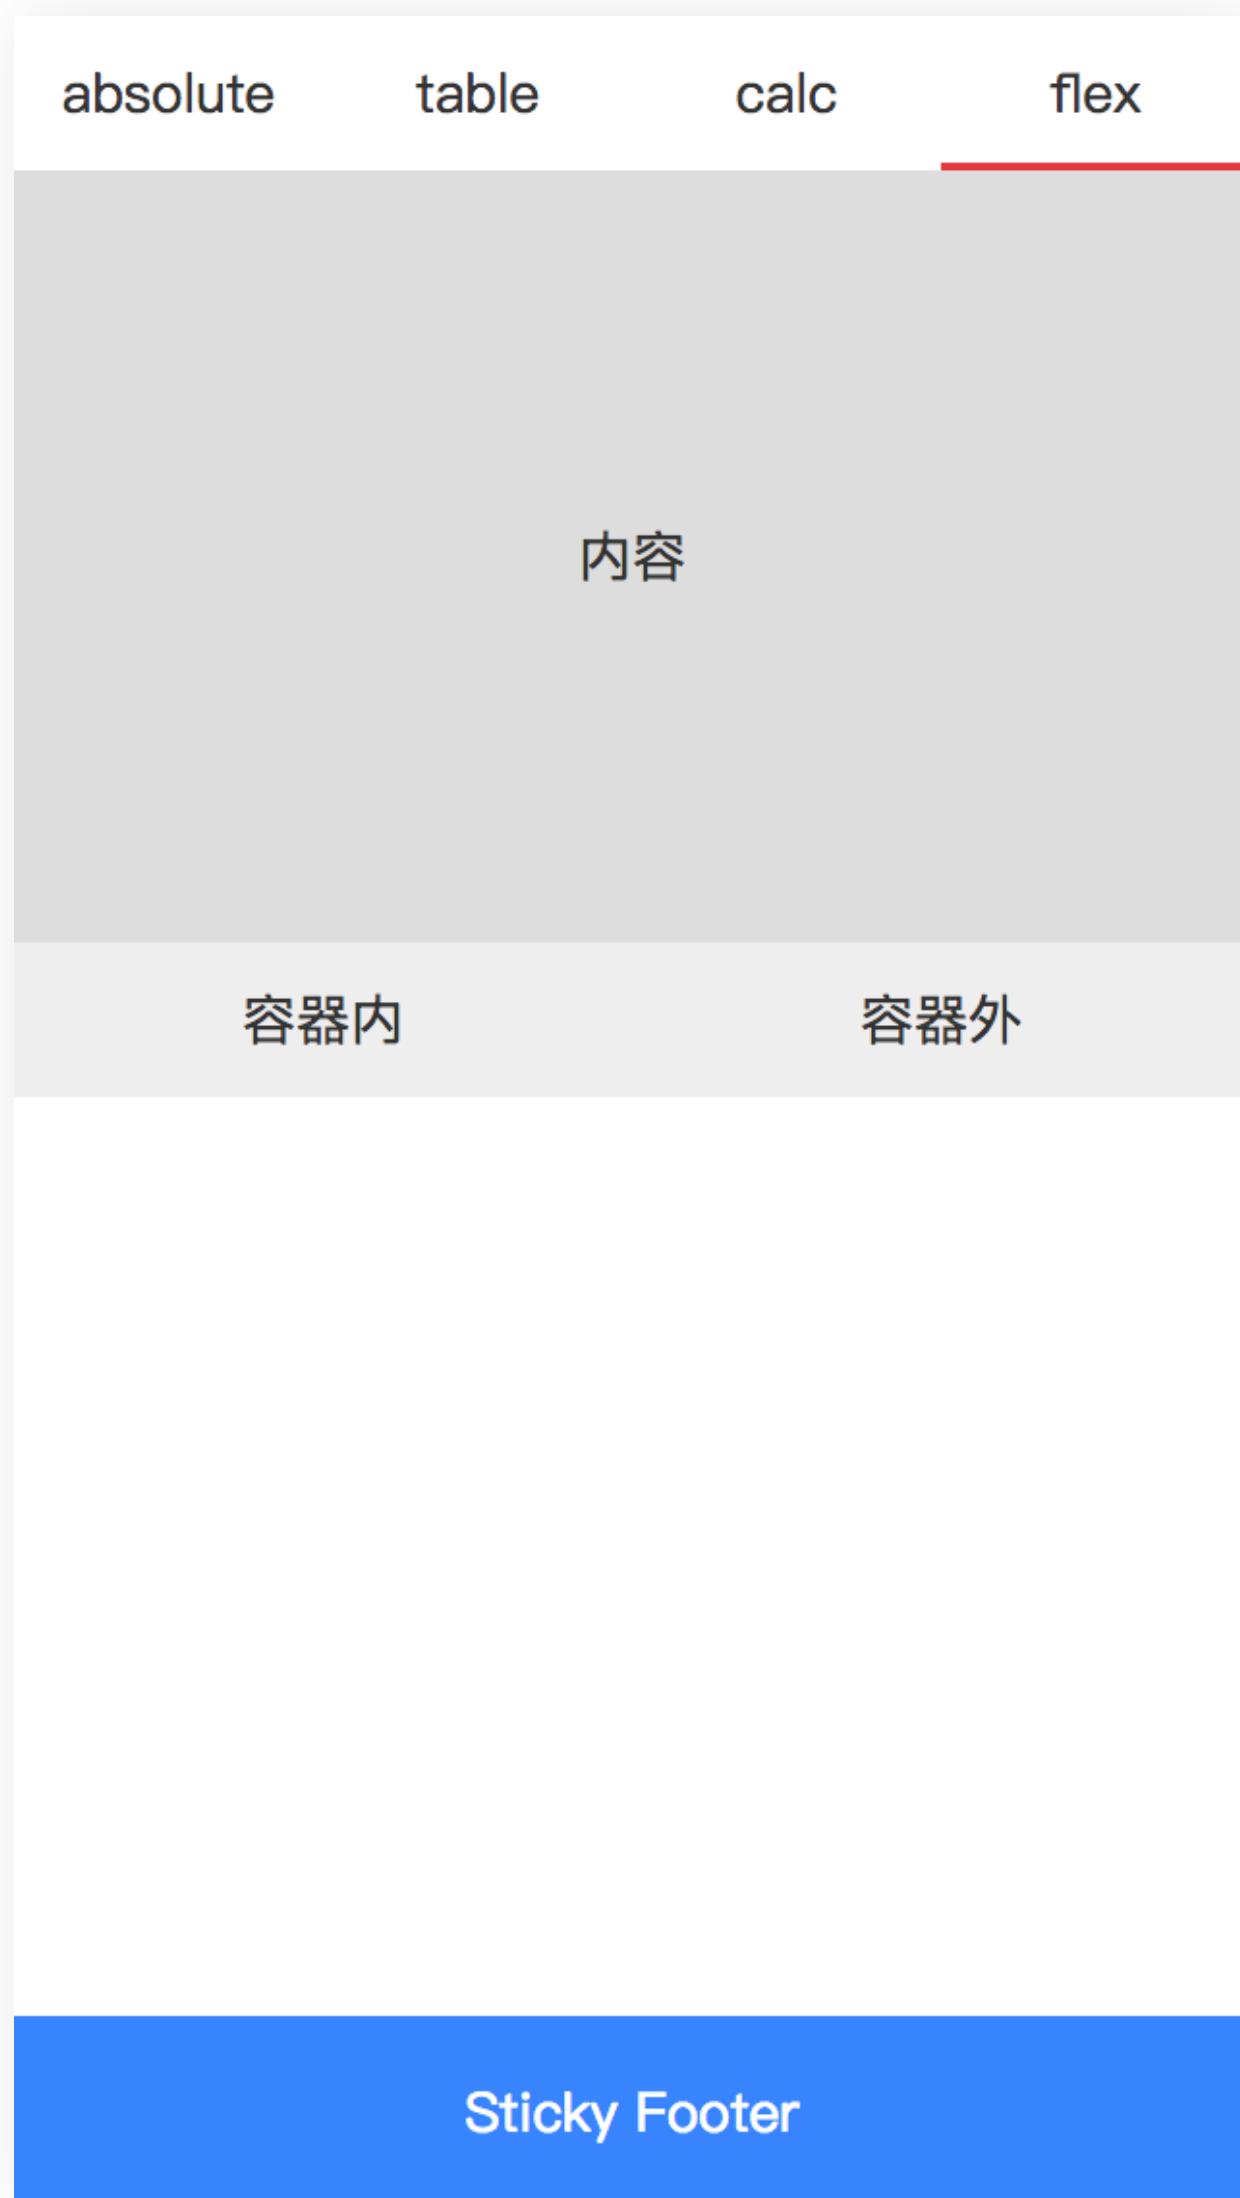 absolute table calc flex
内容
容器内 容器外
Sticky Footer